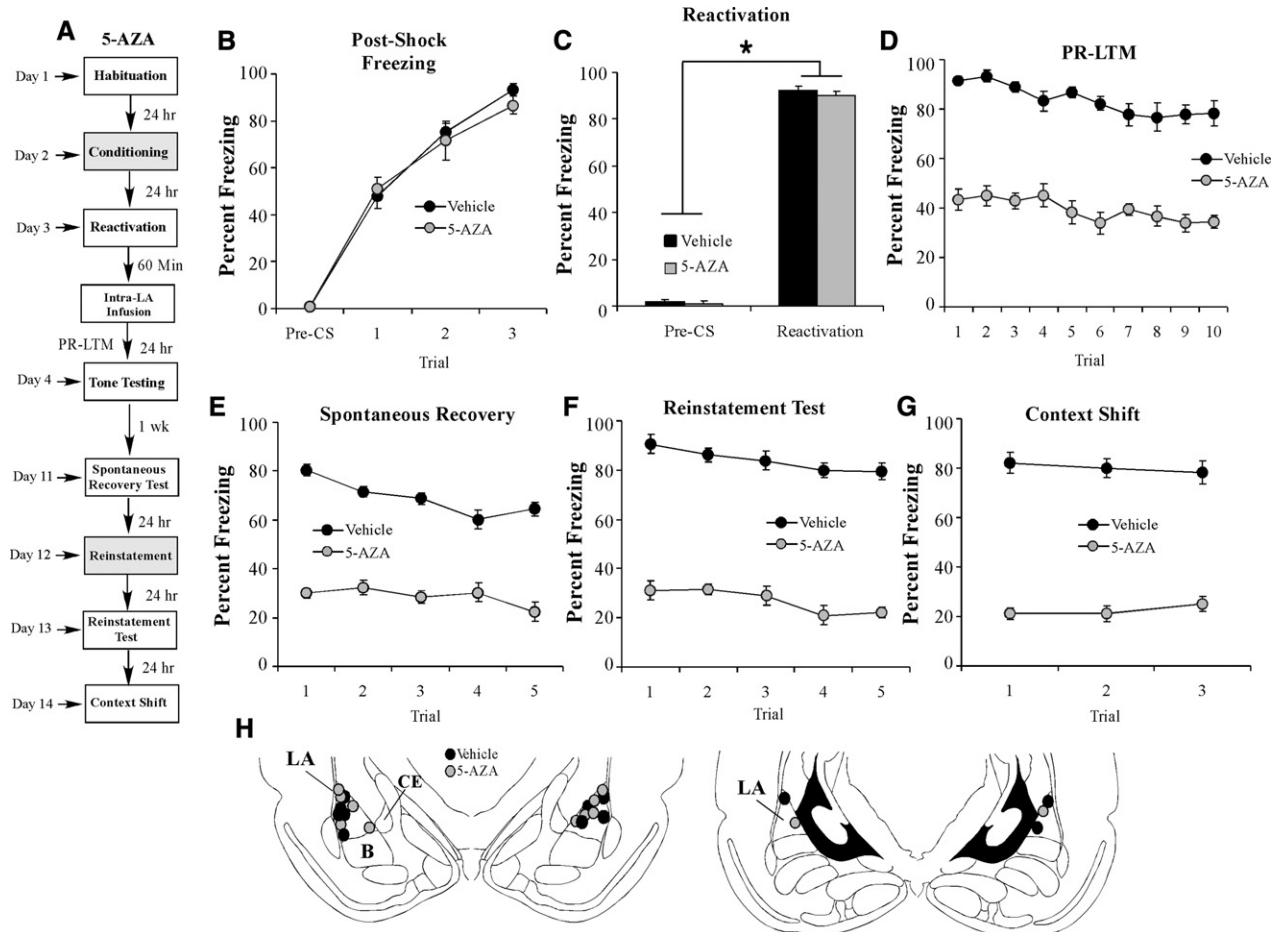 A
5-AZA
Day 1
Habituation
24 hr
Day 2
Conditioning
24 hr
Day 3
Reactivation
60 Min
Intra-LA
Infusion
PR-LTM
24 hr
Day 4
Tone Testing
1 wk
Day 11
Spontaneous
Recovery Test
24 hr
Day 12
Reinstatement
24 hr
Day 13
Reinstatement
Test
24 hr
Day 14
Context Shift
B
Post-Shock
Freezing
Percent Freezing
100
80
60
40
20
0
Vehicle
5-AZA
Pre-CS 1 2 3
Trial
C
Reactivation
*
Percent Freezing
100
80
60
40
20
0
Vehicle
5-AZA
Pre-CS Reactivation
D
PR-LTM
Percent Freezing
100
80
60
40
20
0
Vehicle
5-AZA
1 2 3 4 5 6 7 8 9 10
Trial
E
Spontaneous Recovery
Percent Freezing
100
80
60
40
20
0
Vehicle
5-AZA
1 2 3 4 5
Trial
F
Reinstatement Test
Percent Freezing
100
80
60
40
20
0
Vehicle
5-AZA
1 2 3 4 5
Trial
G
Context Shift
Percent Freezing
100
80
60
40
20
0
Vehicle
5-AZA
1 2 3
Trial
H
Vehicle
5-AZA
LA
CE
B
LA